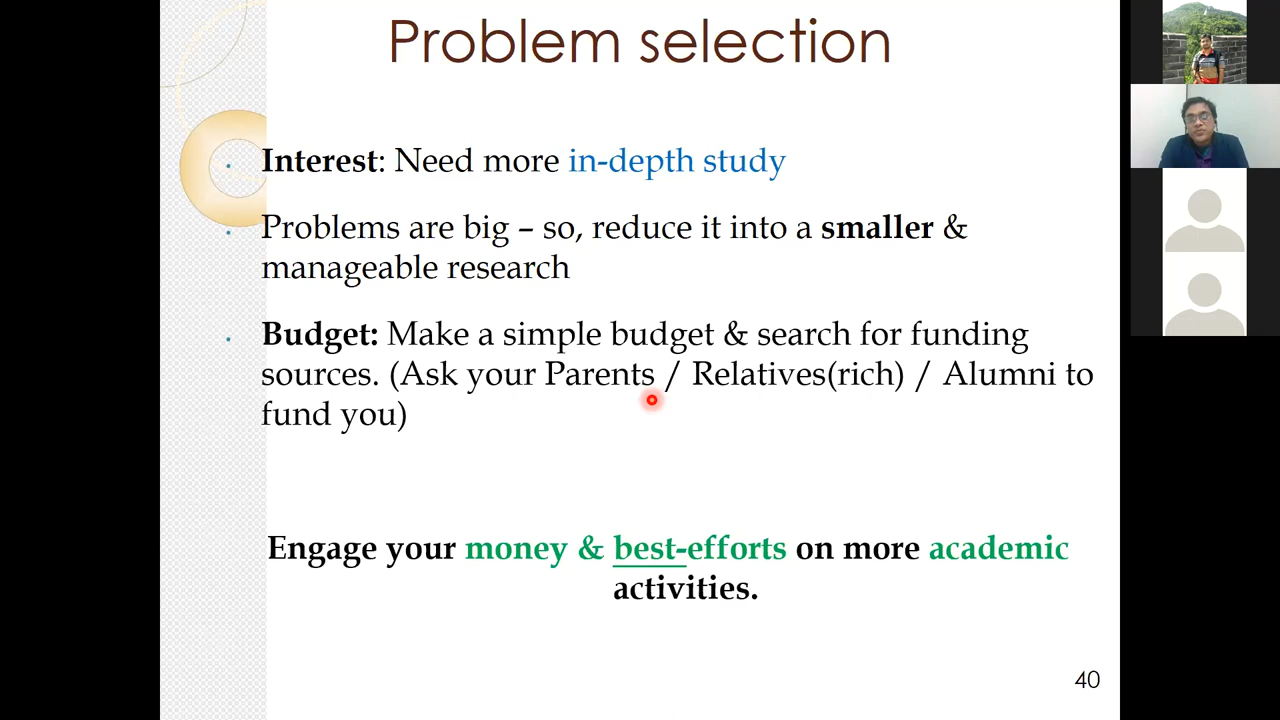 Problem selection
Interest: Need more in-depth study
Problems are big – so, reduce it into a smaller &
manageable research
Budget: Make a simple budget & search for funding
sources. (Ask your Parents / Relatives(rich) / Alumni to
fund you)
Engage your money & best-efforts on more academic
activities.
40